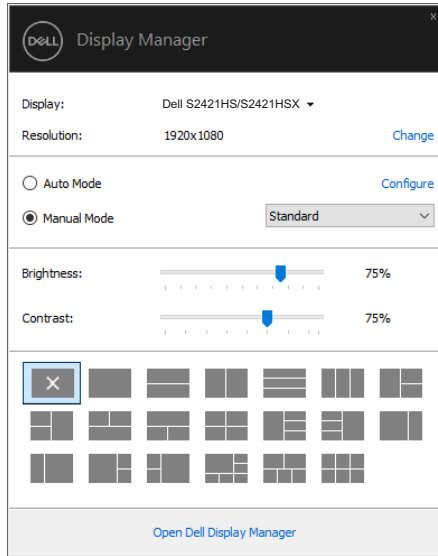 x
DELL Display Manager
Display: Dell S2421HS/S2421HSX
Resolution: 1920x1080 Change
Auto Mode Configure
Manual Mode Standard
Brightness: 75%
Contrast: 75%
Open Dell Display Manager